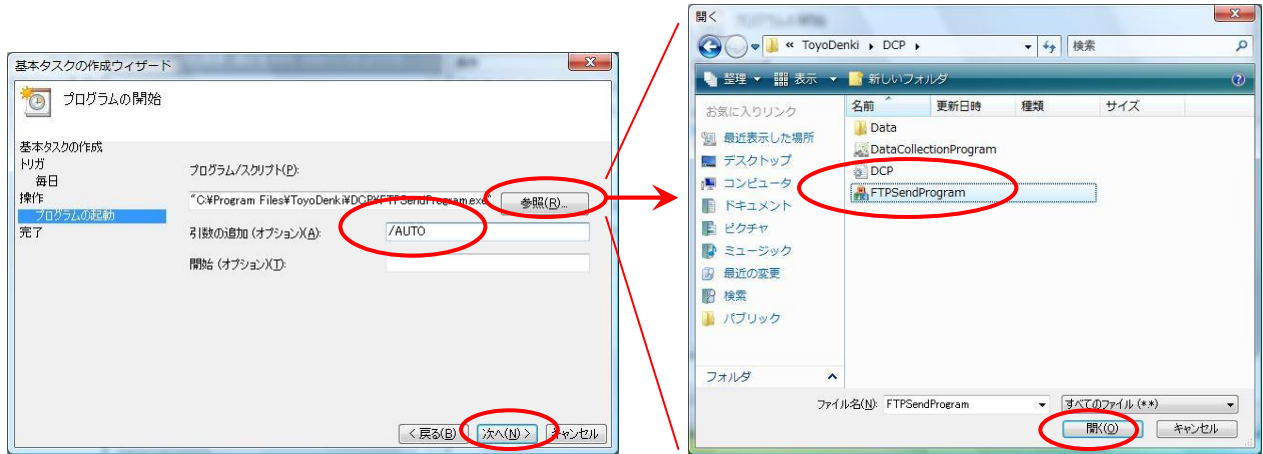 基本タスクの作成ウィザード
プログラムの開始
基本タスクの作成
トリガ
毎日
操作
プログラムの起動
完了
プログラム/スクリプト(P):
"C:¥Program Files¥ToyoDenki¥DCP¥FTPSendProgram.exe"
参照(R)...
引数の追加 (オプション)(A):
/AUTO
開始 (オプション)(T):
< 戻る(B)
次へ(N) >
キャンセル
開く
« ToyoDenki ▸ DCP ▸
検索
整理
表示
新しいフォルダ
お気に入りリンク
最近表示した場所
デスクトップ
コンピュータ
ドキュメント
ピクチャ
ミュージック
最近の変更
検索
パブリック
フォルダ
名前 更新日時 種類 サイズ
Data
DataCollectionProgram
DCP
FTPSendProgram
ファイル名(N): FTPSendProgram
すべてのファイル (*.*)
開く(O)
キャンセル